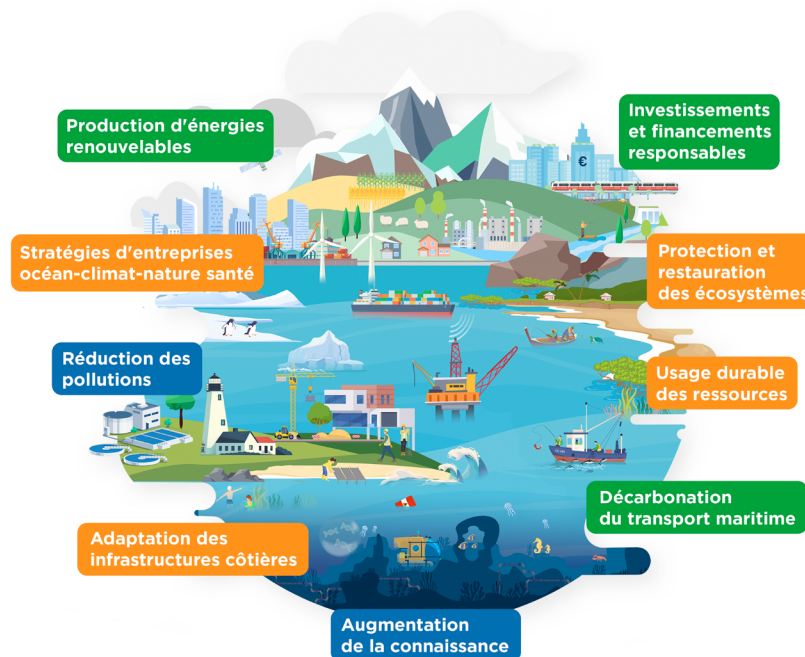 Production d'énergies
renouvelables
Investissements
et financements
responsables
€
Stratégies d'entreprises
océan-climat-nature santé
Protection et
restauration
des écosystèmes
Réduction des
pollutions
Usage durable
des ressources
Décarbonation
du transport maritime
Adaptation des
infrastructures côtières
Augmentation
de la connaissance